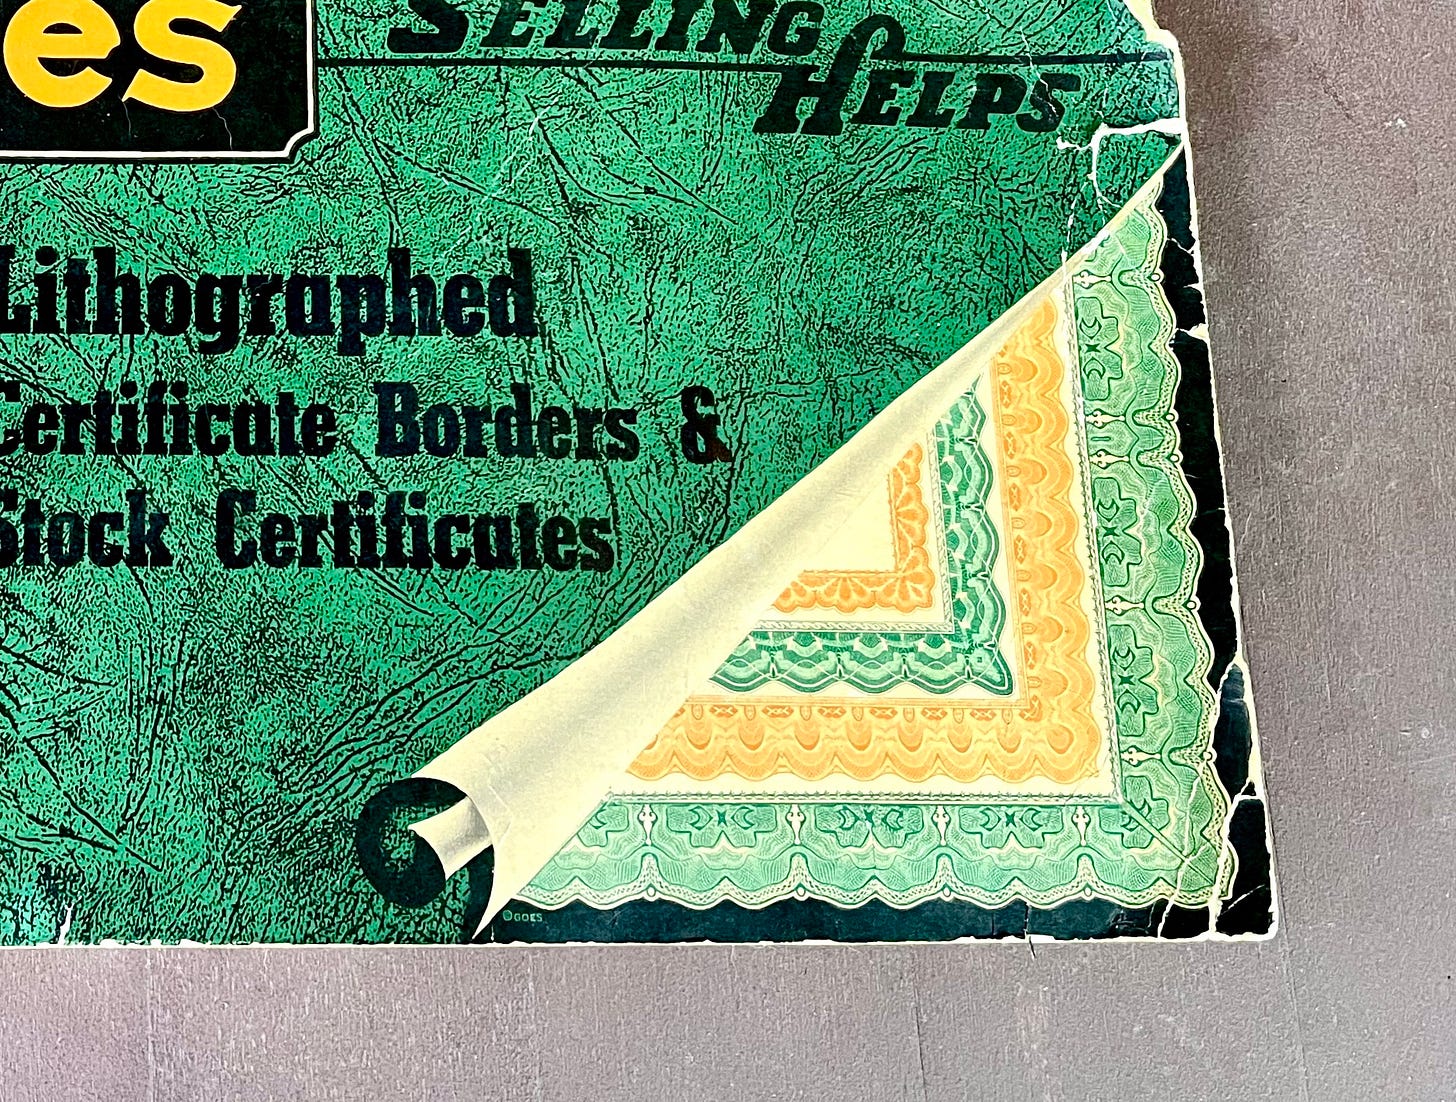 es
SELLING
HELPS
Lithographed
Certificate Borders &
Stock Certificates
©GOES